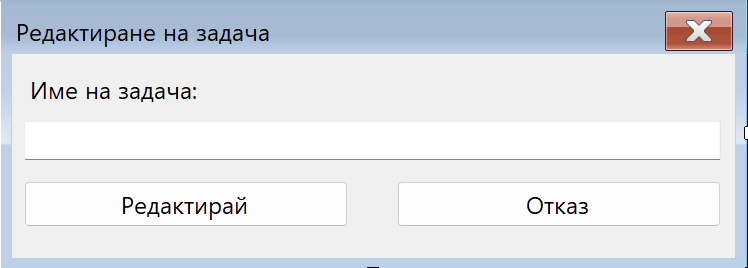 Редактиране на задача
Име на задача:
Редактирай
Отказ